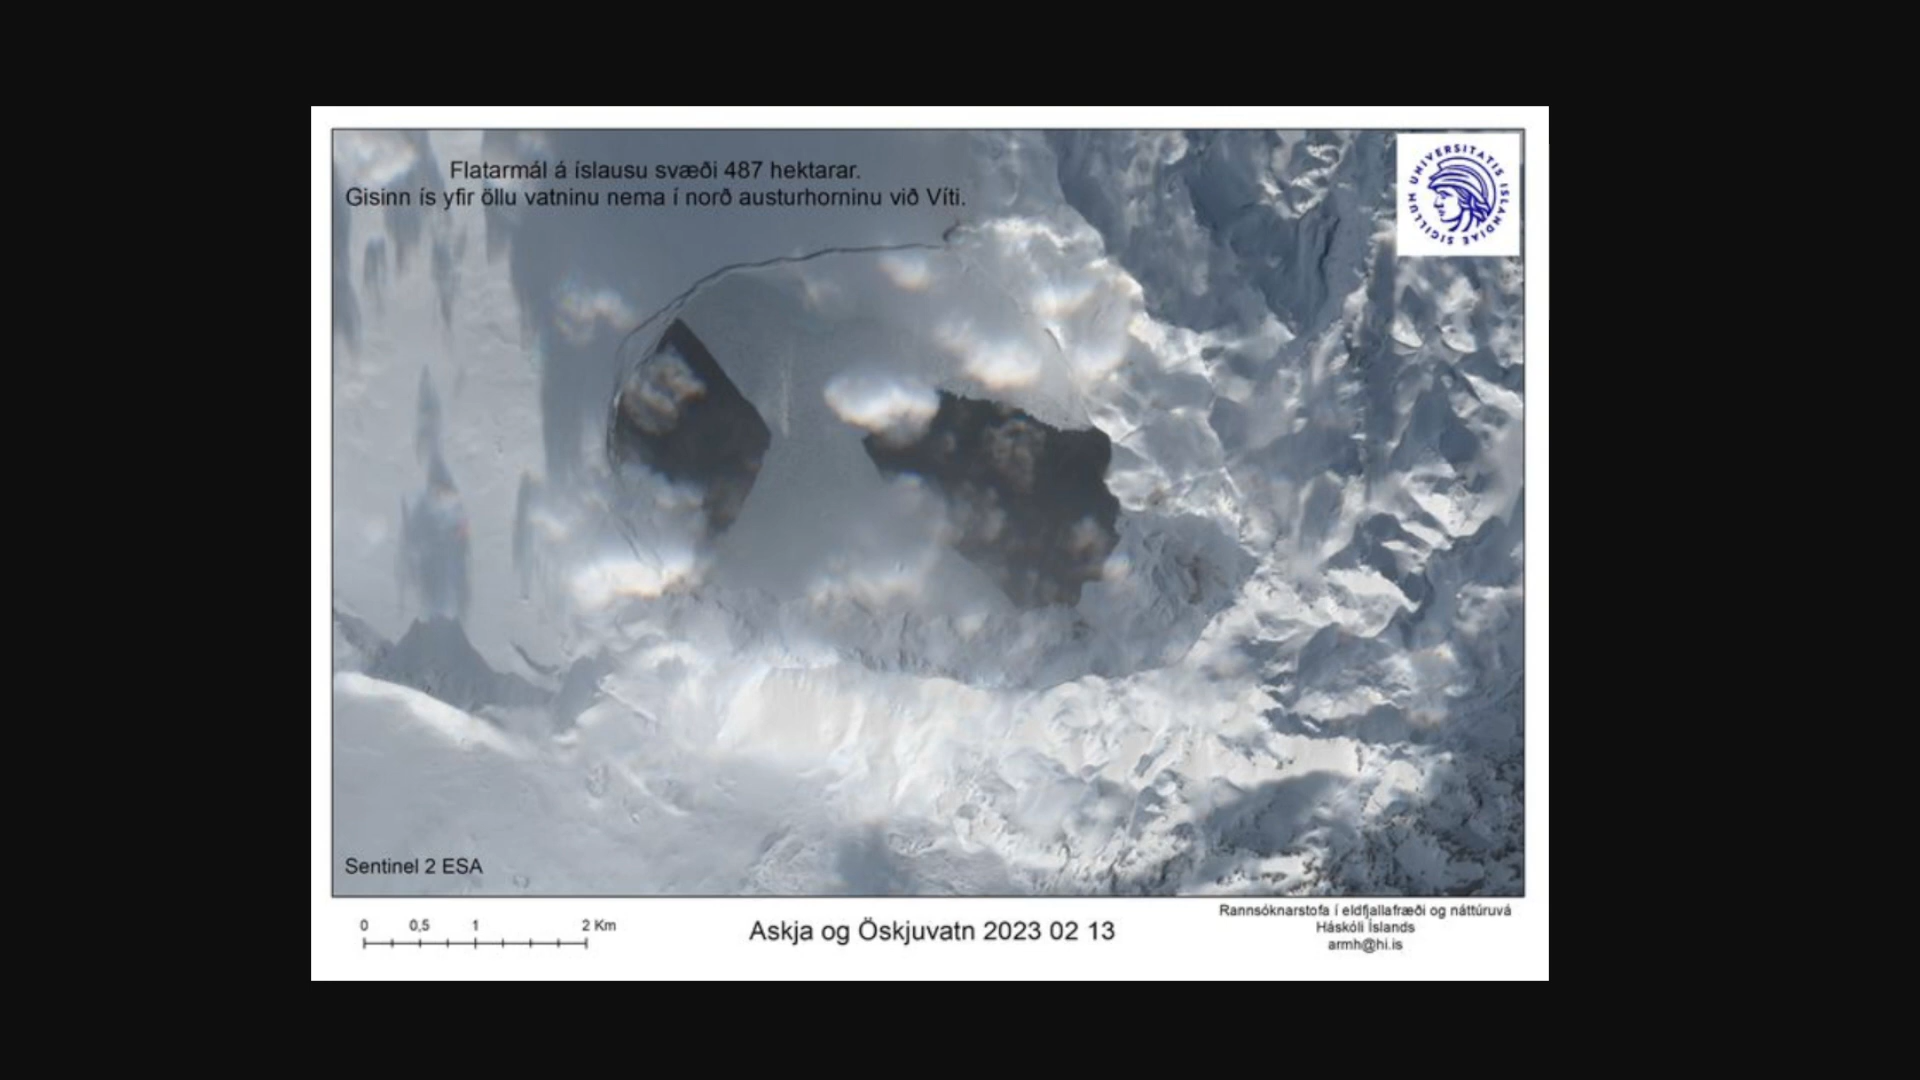 Flatarmál á íslausu svæði 487 hektarar.
Gisinn ís yfir öllu vatninu nema í norð austurhorninu við Víti.
SIGILLUM UNIVERSITATIS ISLANDIAE
Sentinel 2 ESA
0 0,5 1 2 Km
Askja og Öskjuvatn 2023 02 13
Rannsóknarstofa í eldfjallafræði og náttúruvá
Háskóli Íslands
armh@hi.is